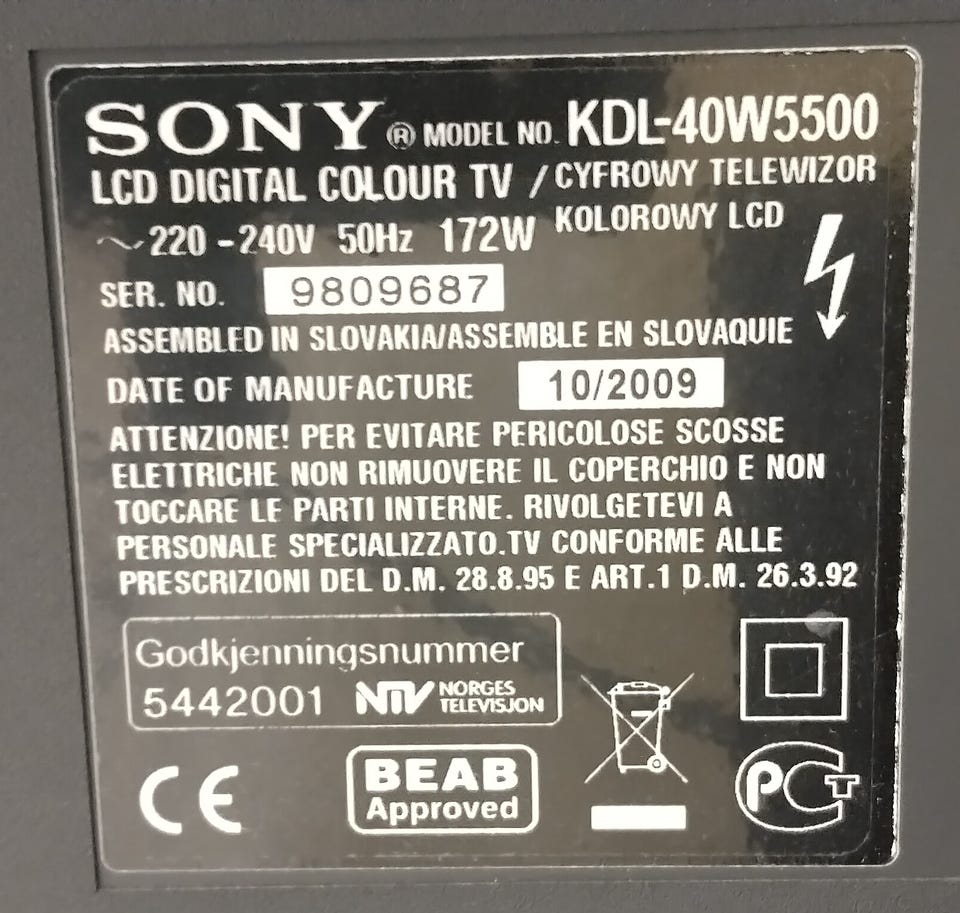 SONY® MODEL NO. KDL-40W5500
LCD DIGITAL COLOUR TV / CYFROWY TELEWIZOR
KOLOROWY LCD
~ 220 - 240V 50Hz 172W
SER. NO. 9809687
ASSEMBLED IN SLOVAKIA/ASSEMBLE EN SLOVAQUIE
DATE OF MANUFACTURE 10/2009
ATTENZIONE! PER EVITARE PERICOLOSE SCOSSE
ELETTRICHE NON RIMUOVERE IL COPERCHIO E NON
TOCCARE LE PARTI INTERNE. RIVOLGETEVI A
PERSONALE SPECIALIZZATO.TV CONFORME ALLE
PRESCRIZIONI DEL D.M. 28.8.95 E ART.1 D.M. 26.3.92
Godkjenningsnummer
5442001 NTV NORGES
TELEVISJON
CE
BEAB
Approved
PCT